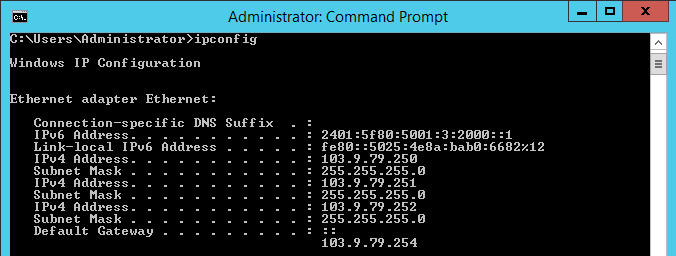 Administrator: Command Prompt
C:\Users\Administrator>ipconfig
Windows IP Configuration
Ethernet adapter Ethernet:
Connection-specific DNS Suffix . :
IPv6 Address. . . . . . . . . . . : 2401:5f80:5001:3:2000::1
Link-local IPv6 Address . . . . . : fe80::5025:4e8a:bab0:6682%12
IPv4 Address. . . . . . . . . . . : 103.9.79.250
Subnet Mask . . . . . . . . . . . : 255.255.255.0
IPv4 Address. . . . . . . . . . . : 103.9.79.251
Subnet Mask . . . . . . . . . . . : 255.255.255.0
IPv4 Address. . . . . . . . . . . : 103.9.79.252
Subnet Mask . . . . . . . . . . . : 255.255.255.0
Default Gateway . . . . . . . . . : ::
103.9.79.254